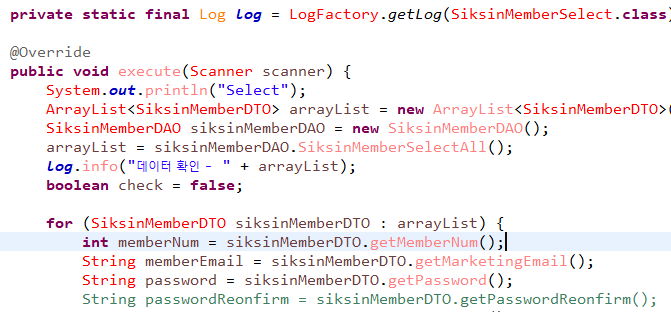 private static final Log log = LogFactory.getLog(SiksinMemberSelect.class)
@Override
public void execute(Scanner scanner) {
System.out.println("Select");
ArrayList<SiksinMemberDTO> arrayList = new ArrayList<SiksinMemberDTO>(
SiksinMemberDAO siksinMemberDAO = new SiksinMemberDAO();
arrayList = siksinMemberDAO.SiksinMemberSelectAll();
log.info("데이터 확인 - " + arrayList);
boolean check = false;
for (SiksinMemberDTO siksinMemberDTO : arrayList) {
int memberNum = siksinMemberDTO.getMemberNum();
String memberEmail = siksinMemberDTO.getMarketingEmail();
String password = siksinMemberDTO.getPassword();
String passwordReonfirm = siksinMemberDTO.getPasswordReonfirm();